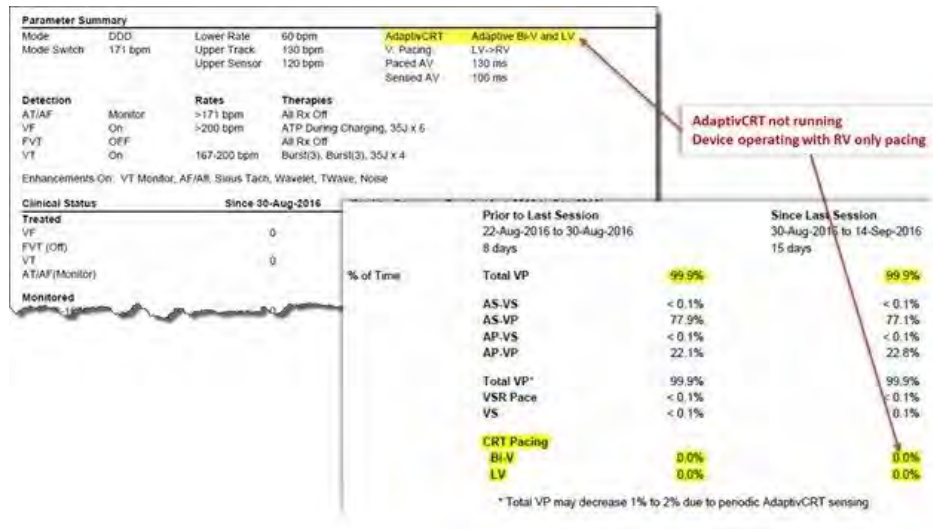 Parameter Summary
Mode DDD Lower Rate 60 bpm AdaptivCRT Adaptive Bi-V and LV
Mode Switch 171 bpm Upper Track 130 bpm V. Pacing LV->RV
Upper Sensor 120 bpm Paced AV 130 ms
Sensed AV 100 ms
Detection Rates Therapies
AT/AF Monitor >171 bpm All Rx Off
VF On >200 bpm ATP During Charging, 35J x 6
FVT OFF All Rx Off
VT On 167-200 bpm Burst(3), Burst(3), 35J x 4
Enhancements On: VT Monitor, AF/Afl, Sinus Tach, Wavelet, TWave, Noise
AdaptivCRT not running
Device operating with RV only pacing
Clinical Status Since 30-Aug-2016
Treated
VF 0
FVT (Off)
VT 0
AT/AF(Monitor)
Monitored
Prior to Last Session Since Last Session
22-Aug-2016 to 30-Aug-2016 30-Aug-2016 to 14-Sep-2016
8 days 15 days
% of Time Total VP 99.9% 99.9%
AS-VS < 0.1% < 0.1%
AS-VP 77.9% 77.1%
AP-VS < 0.1% < 0.1%
AP-VP 22.1% 22.8%
Total VP* 99.9% 99.9%
VSR Pace < 0.1% < 0.1%
VS < 0.1% 0.1%
CRT Pacing
Bi-V 0.0% 0.0%
LV 0.0% 0.0%
* Total VP may decrease 1% to 2% due to periodic AdaptivCRT sensing